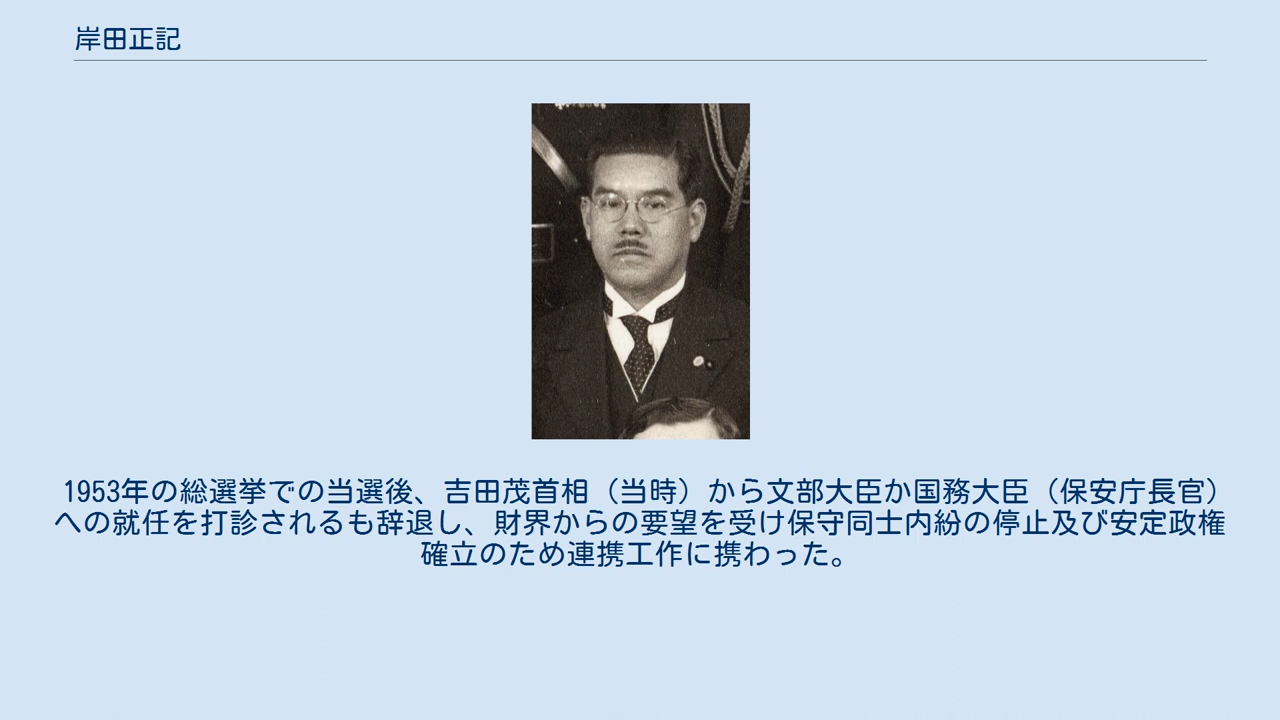 岸田正記
1953年の総選挙での当選後、吉田茂首相（当時）から文部大臣か国務大臣（保安庁長官）
への就任を打診されるも辞退し、財界からの要望を受け保守同士内紛の停止及び安定政権
確立のため連携工作に携わった。